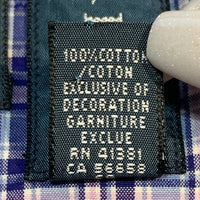 100% COTTON
/COTON
EXCLUSIVE OF
DECORATION
GARNITURE
EXCLUE
RN 41381
CA 56658